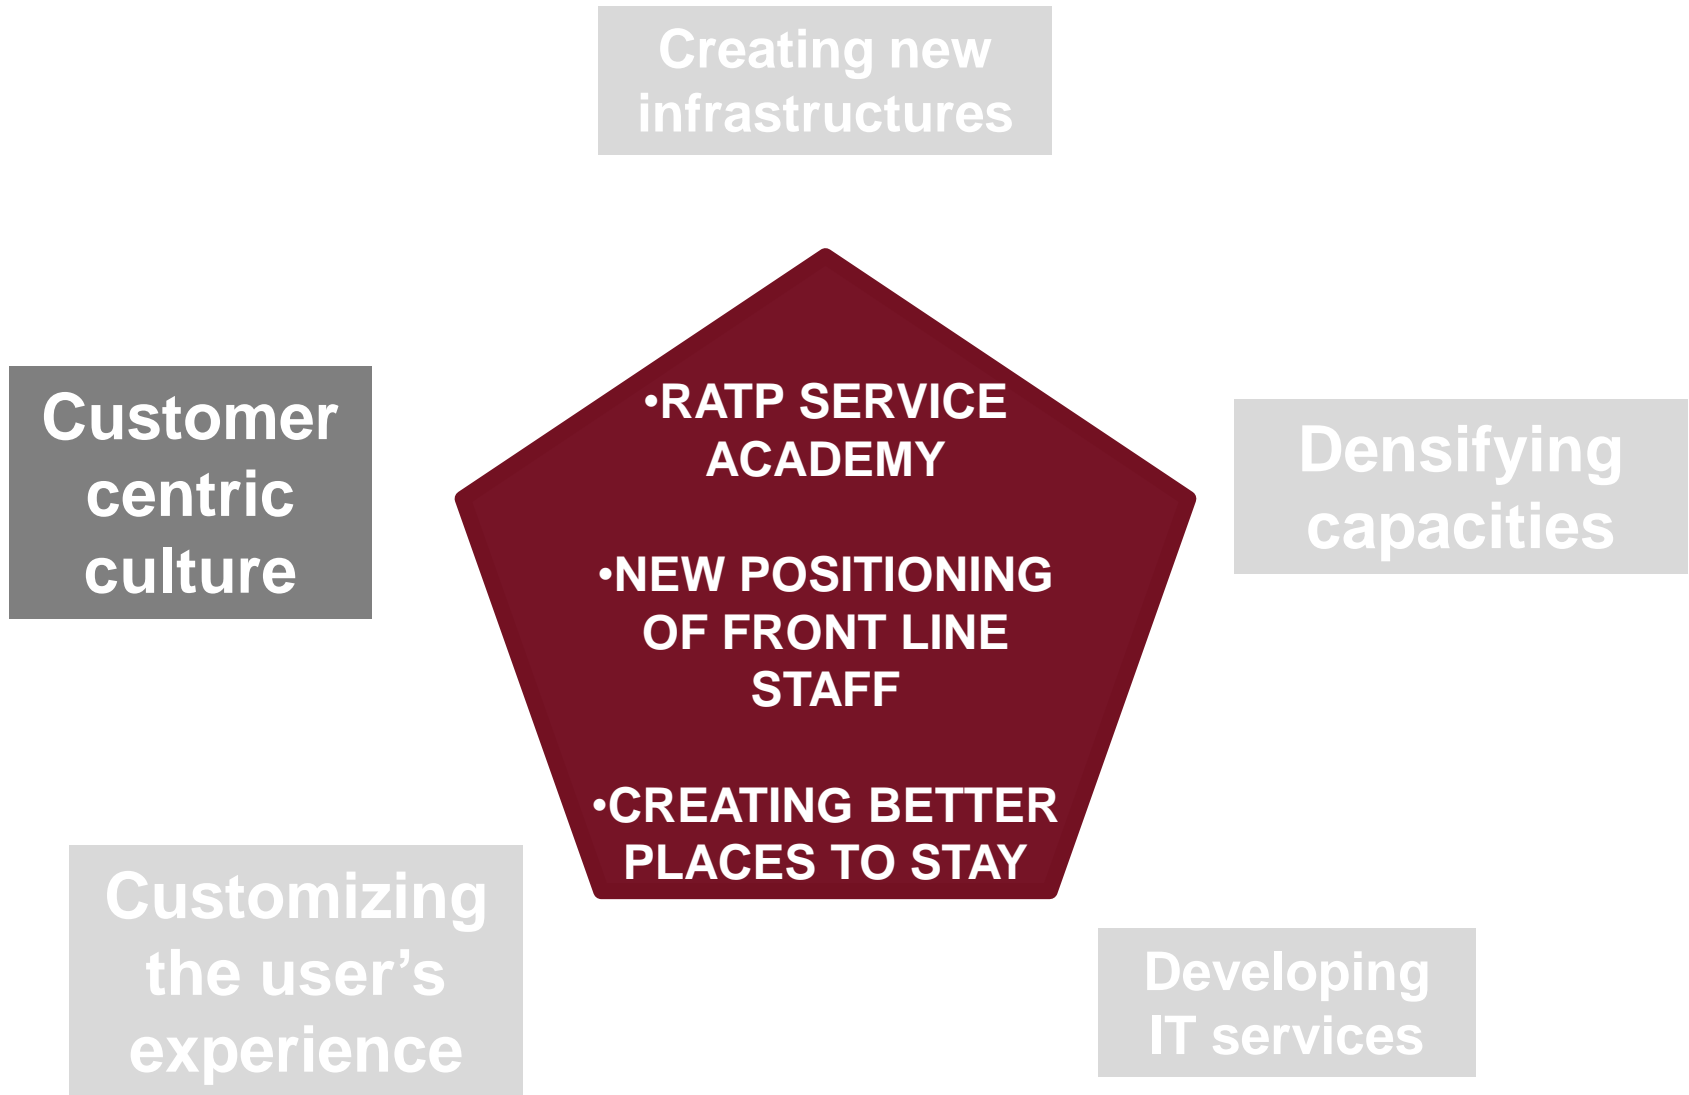 Creating new
infrastructures
Customer
centric
culture
•RATP SERVICE
ACADEMY
•NEW POSITIONING
OF FRONT LINE
STAFF
•CREATING BETTER
PLACES TO STAY
Densifying
capacities
Customizing
the user’s
experience
Developing
IT services